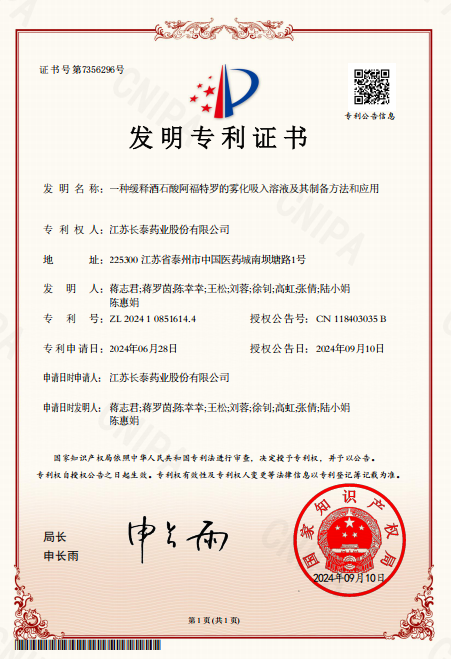 证书号第7356296号
专利公告信息
发明专利证书
发明名称：一种缓释酒石酸阿福特罗的雾化吸入溶液及其制备方法和应用
专利权人：江苏长泰药业股份有限公司
地址：225300 江苏省泰州市中国医药城南坝塘路1号
发明人：蒋志君;蒋罗茵;陈幸幸;王松;刘蓉;徐钊;高虹;张倩;陆小娟
陈惠娟
专利号：ZL 2024 1 0851614.4 授权公告号：CN 118403035 B
专利申请日：2024年06月28日 授权公告日：2024年09月10日
申请日时申请人：江苏长泰药业股份有限公司
申请日时发明人：蒋志君;蒋罗茵;陈幸幸;王松;刘蓉;徐钊;高虹;张倩;陆小娟
陈惠娟
国家知识产权局依照中华人民共和国专利法进行审查，决定授予专利权，并予以公告。
专利权自授权公告之日起生效。专利权有效性及专利权人变更等法律信息以专利登记簿记载为准。
局长
申长雨
申长雨
国家知识产权局
2024年09月10日
第 1 页 (共 1 页)
CNIPA
CNIPA
CNIPA